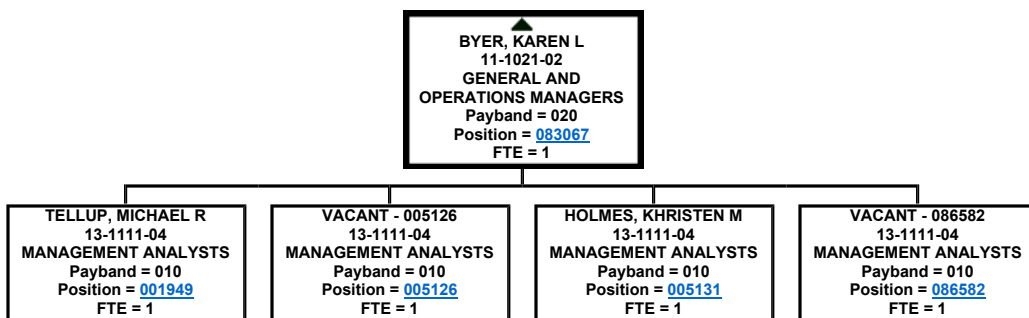 BYER, KAREN L
11-1021-02
GENERAL AND
OPERATIONS MANAGERS
Payband = 020
Position = 083067
FTE = 1
TELLUP, MICHAEL R
13-1111-04
MANAGEMENT ANALYSTS
Payband = 010
Position = 001949
FTE = 1
VACANT - 005126
13-1111-04
MANAGEMENT ANALYSTS
Payband = 010
Position = 005126
FTE = 1
HOLMES, KHRISTEN M
13-1111-04
MANAGEMENT ANALYSTS
Payband = 010
Position = 005131
FTE = 1
VACANT - 086582
13-1111-04
MANAGEMENT ANALYSTS
Payband = 010
Position = 086582
FTE = 1